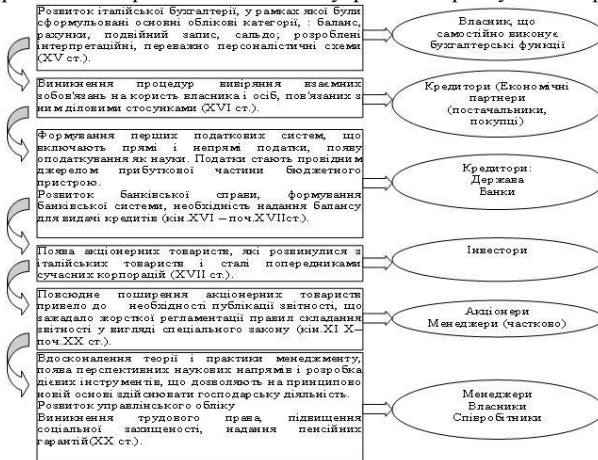 Розвиток італійської бухгалтерії, у рамках якої були
сформульовані основні облікові категорії, : баланс,
рахунки, подвійний запис, сальдо; розроблені
інтерпретаційні, переважно персоналістичні схеми
(XV ст.).
Власник, що
самостійно виконує
бухгалтерські функції
Виникнення процедур вивіряння взаємних
зобов'язань на користь власника і осіб, пов'язаних з
ним діловими стосунками (XVI ст.).
Кредитори (Економічні
партнери
(постачальники,
покупці)
Формування перших податкових систем, що
включають прямі і непрямі податки, появу
оподаткування як науки. Податки стають провідним
джерелом прибуткової частини бюджетного
пристрою.
Розвиток банківської справи, формування
банківської системи, необхідність надання балансу
для видачі кредитів (кін.XVI – поч.XVIIст.).
Кредитори:
Держава
Банки
Поява акціонерних товариств, які розвинулися з
італійських товариств і сталі попередниками
сучасних корпорацій (XVII ст.).
Інвестори
Повсюдне поширення акціонерних товариств
привело до необхідності публікації звітності, що
зажадало жорсткої регламентації правил складання
звітності у вигляді спеціального закону (кін.XI X–
поч.XX ст.).
Акціонери
Менеджери (частково)
Вдосконалення теорії і практики менеджменту,
поява перспективних наукових напрямів і розробка
дієвих інструментів, що дозволяють на принципово
новій основі здійснювати господарську діяльність.
Розвиток управлінського обліку
Виникнення трудового права, підвищення
соціальної захищеності, надання пенсійних
гарантій(XX ст.).
Менеджери
Власники
Співробітники